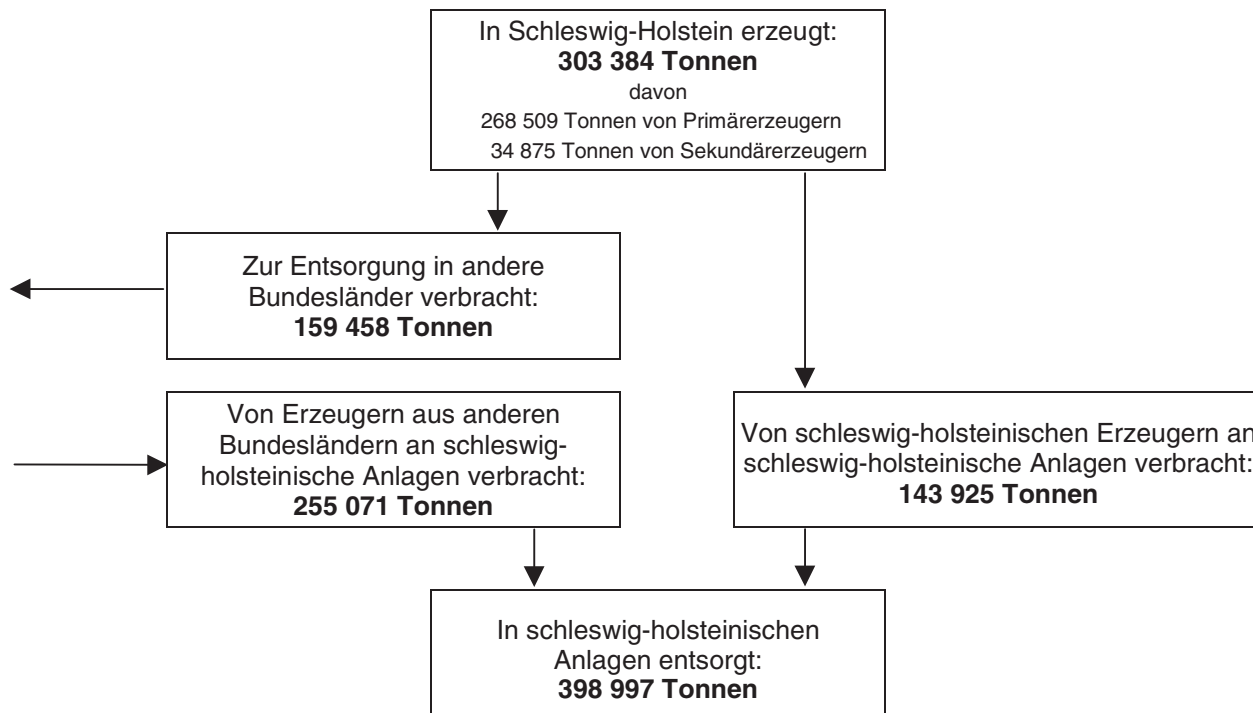 In Schleswig-Holstein erzeugt:
303 384 Tonnen
davon
268 509 Tonnen von Primärerzeugern
34 875 Tonnen von Sekundärerzeugern
Zur Entsorgung in andere
Bundesländer verbracht:
159 458 Tonnen
Von Erzeugern aus anderen
Bundesländern an schleswig-
holsteinische Anlagen verbracht:
255 071 Tonnen
Von schleswig-holsteinischen Erzeugern an
schleswig-holsteinische Anlagen verbracht:
143 925 Tonnen
In schleswig-holsteinischen
Anlagen entsorgt:
398 997 Tonnen